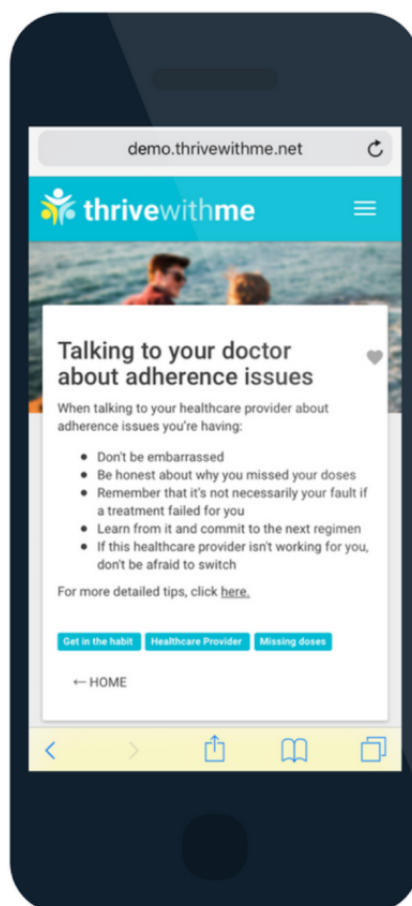 demo.thrivewithme.net
thrivewithme
Talking to your doctor
about adherence issues
When talking to your healthcare provider about
adherence issues you're having:
• Don't be embarrassed
• Be honest about why you missed your doses
• Remember that it's not necessarily your fault if
a treatment failed for you
• Learn from it and commit to the next regimen
• If this healthcare provider isn't working for you,
don't be afraid to switch
For more detailed tips, click here.
Get in the habit Healthcare Provider Missing doses
← HOME